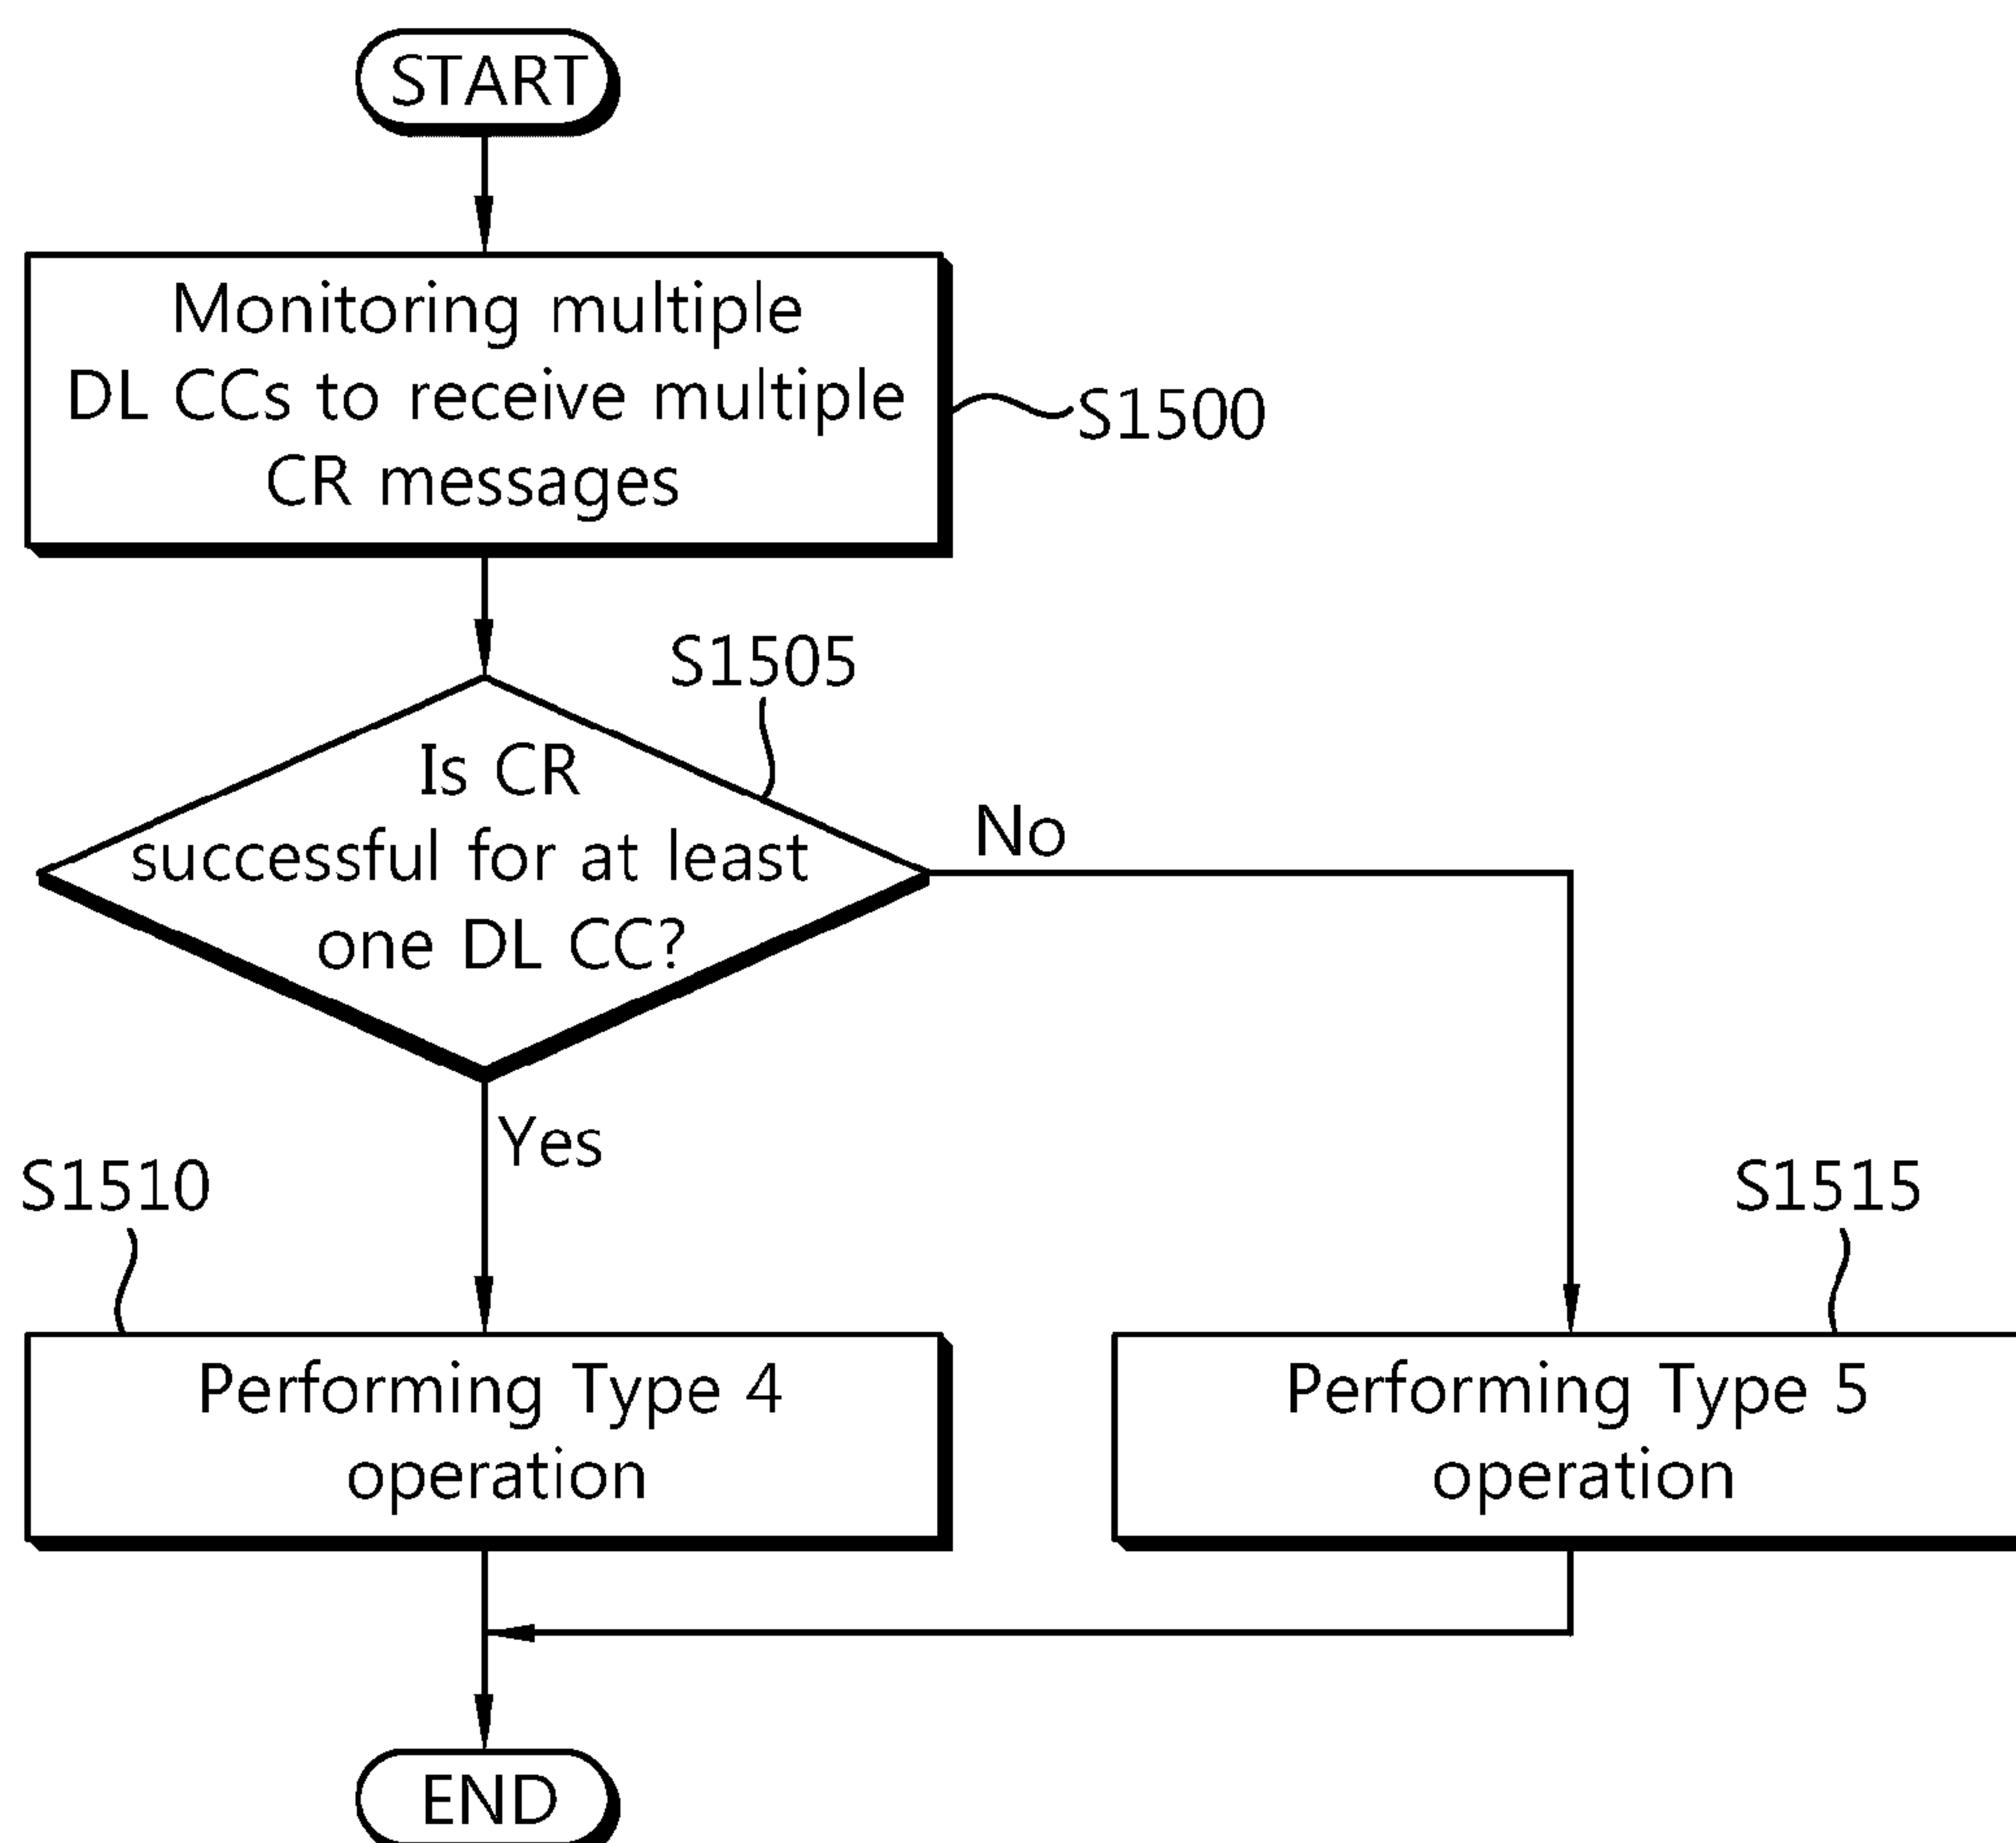 START
Monitoring multiple
DL CCs to receive multiple
CR messages
S1500
S1505
Is CR
successful for at least
one DL CC?
No
Yes
S1510
S1515
Performing Type 4
operation
Performing Type 5
operation
END